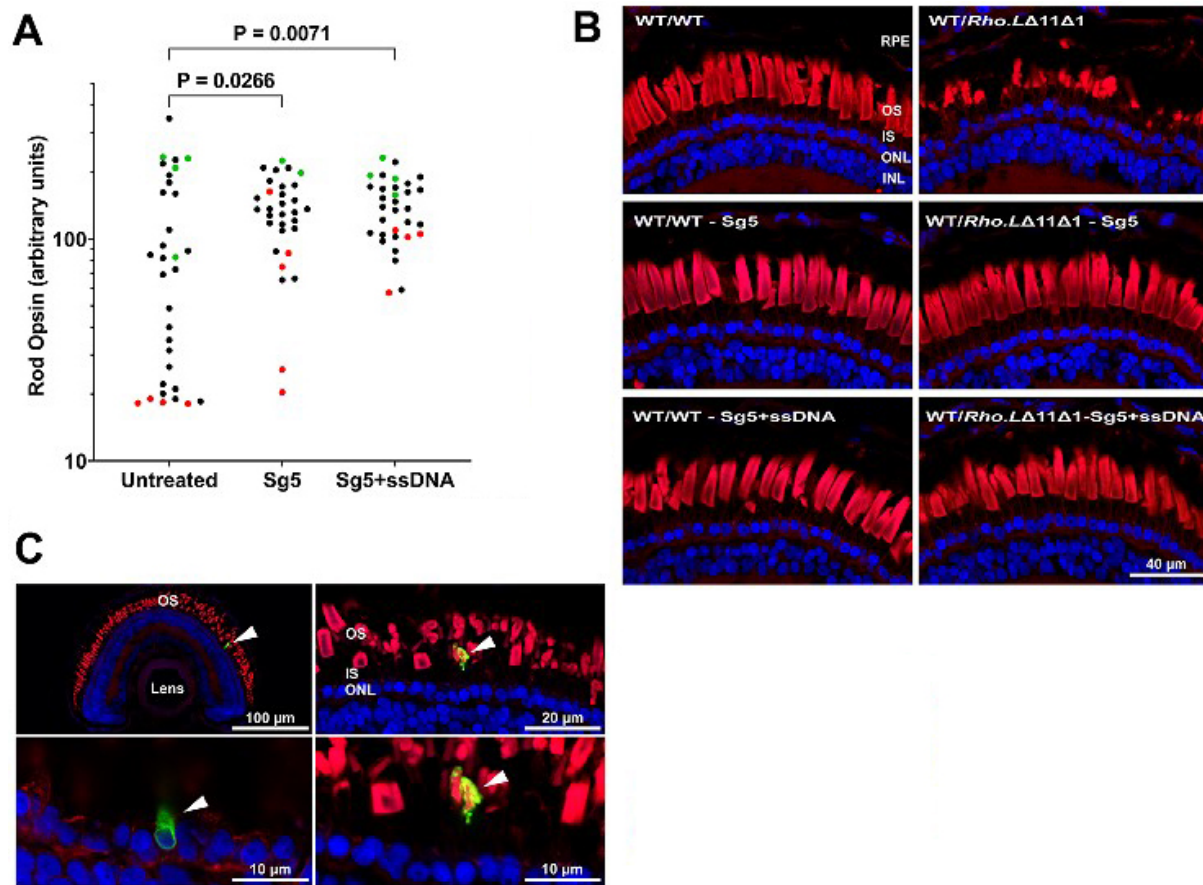 A
P = 0.0071
P = 0.0266
Rod Opsin (arbitrary units)
100
10
Untreated
Sg5
Sg5+ssDNA
B
WT/WT
WT/Rho.LΔ11Δ1
RPE
OS
IS
ONL
INL
WT/WT - Sg5
WT/Rho.LΔ11Δ1 - Sg5
WT/WT - Sg5+ssDNA
WT/Rho.LΔ11Δ1-Sg5+ssDNA
40 µm
C
OS
Lens
100 µm
OS
IS
ONL
20 µm
10 µm
10 µm